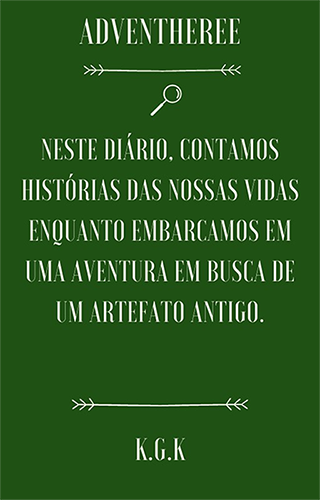 ADVENTHEREE
NESTE DIÁRIO, CONTAMOS
HISTÓRIAS DAS NOSSAS VIDAS
ENQUANTO EMBARCAMOS EM
UMA AVENTURA EM BUSCA DE
UM ARTEFATO ANTIGO.
K.G.K